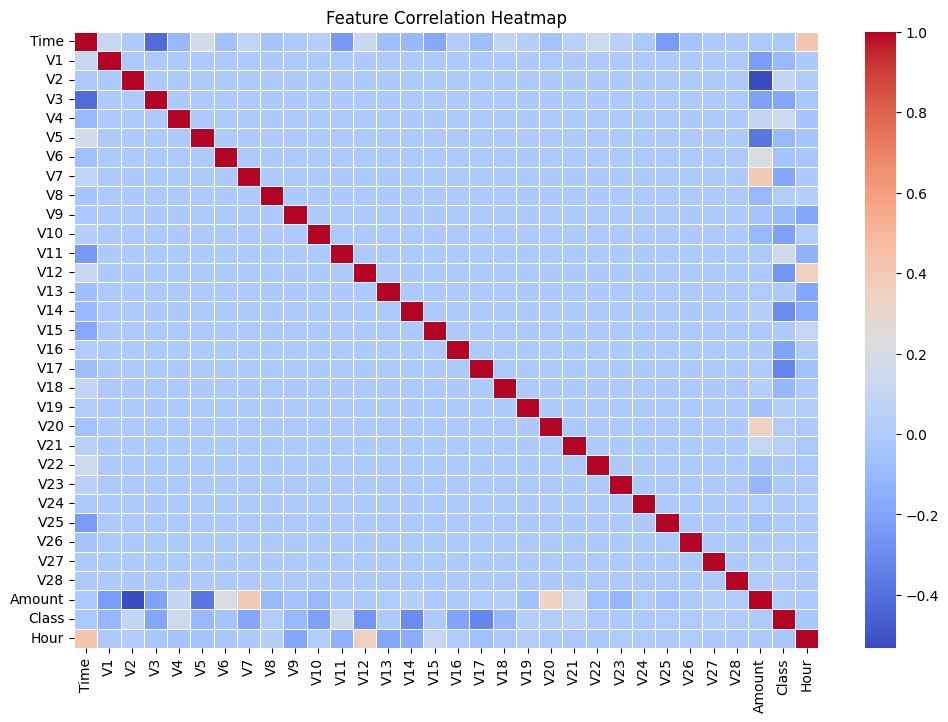 Feature Correlation Heatmap
Time
V1
V2
V3
V4
V5
V6
V7
V8
V9
V10
V11
V12
V13
V14
V15
V16
V17
V18
V19
V20
V21
V22
V23
V24
V25
V26
V27
V28
Amount
Class
Hour
Time V1 V2 V3 V4 V5 V6 V7 V8 V9 V10 V11 V12 V13 V14 V15 V16 V17 V18 V19 V20 V21 V22 V23 V24 V25 V26 V27 V28 Amount Class Hour
1.0
0.8
0.6
0.4
0.2
0.0
−0.2
−0.4